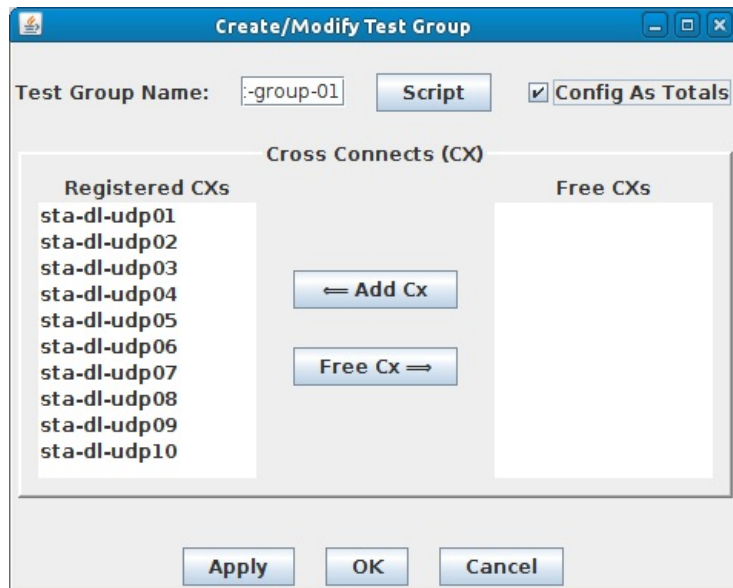 Create/Modify Test Group
Test Group Name: :-group-01 Script Config As Totals
Cross Connects (CX)
Registered CXs Free CXs
sta-dl-udp01
sta-dl-udp02
sta-dl-udp03
sta-dl-udp04
sta-dl-udp05
sta-dl-udp06
sta-dl-udp07
sta-dl-udp08
sta-dl-udp09
sta-dl-udp10
⟸ Add Cx
Free Cx ⟹
Apply OK Cancel